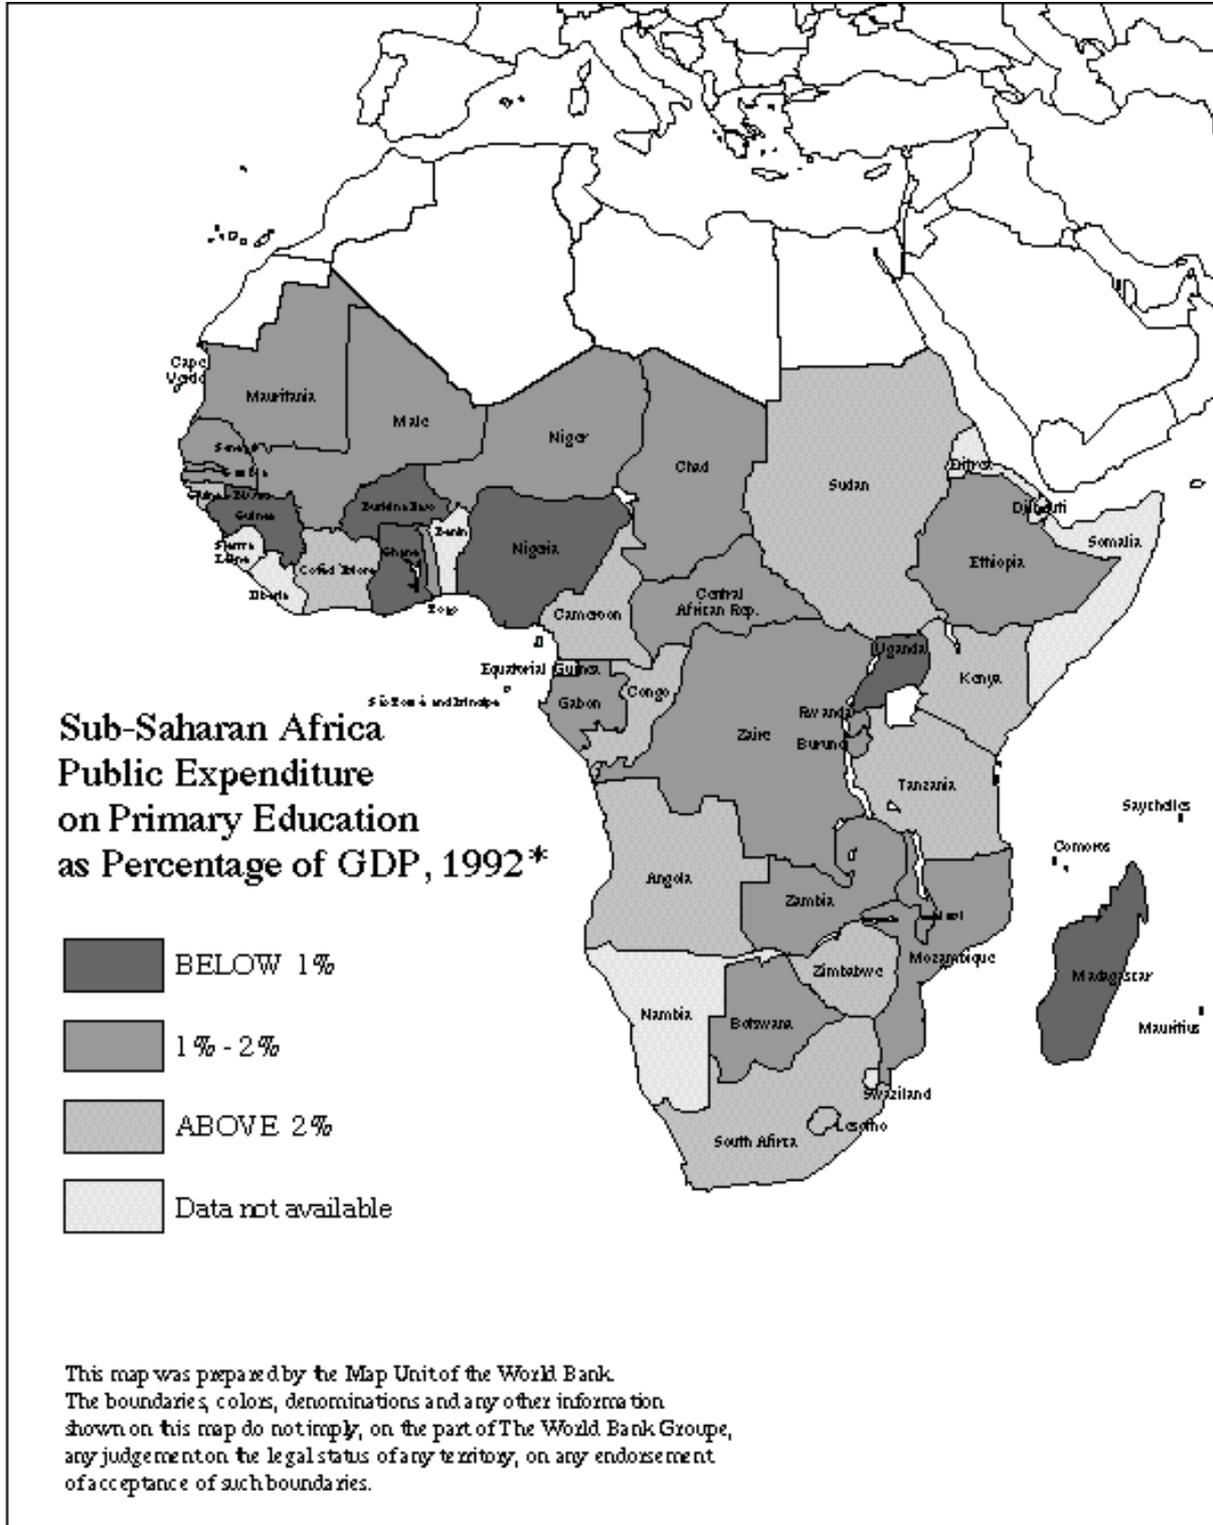 Cape
Verde
Mauritania
Male
Niger
Chad
Sudan
Eritrea
Senegal
Gambia
Burkina Faso
Guinea
Djibouti
Benin
Ghana
Nigeria
Somalia
Sierra
Ethiopia
Liberia
Central
African Rep.
Cameroon
Togo
Uganda
Equatorial Guinea
Kenya
Congo
Gabon
Rwanda
Zaire
Tanzania
Sub-Saharan Africa
Public Expenditure
on Primary Education
as Percentage of GDP, 1992*
Saychelles
Comoros
Angola
Zambia
Mozambique
Zimbabwe
Madagascar
Nambia
Botswana
Mauritius
Swaziland
Lesotho
South Africa
BELOW 1%
1% - 2%
ABOVE 2%
Data not available
This map was prepared by the Map Unit of the World Bank.
The boundaries, colors, denominations and any other information
shown on this map do not imply, on the part of The World Bank Groupe,
any judgement on the legal status of any territory, on any endorsement
of acceptance of such boundaries.